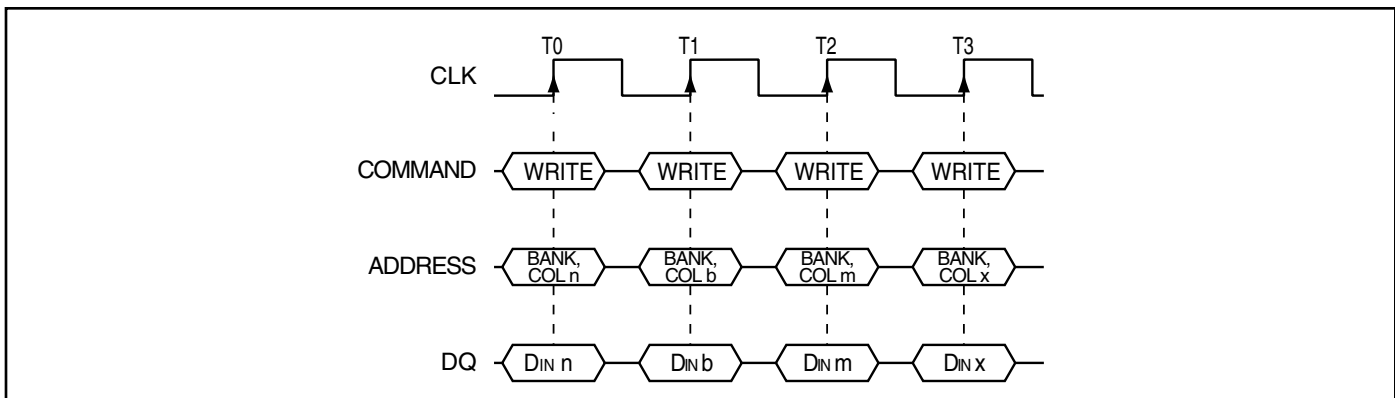 T0 T1 T2 T3
CLK
COMMAND WRITE WRITE WRITE WRITE
ADDRESS BANK, COL n BANK, COL b BANK, COL m BANK, COL x
DQ DIN n DIN b DIN m DIN x